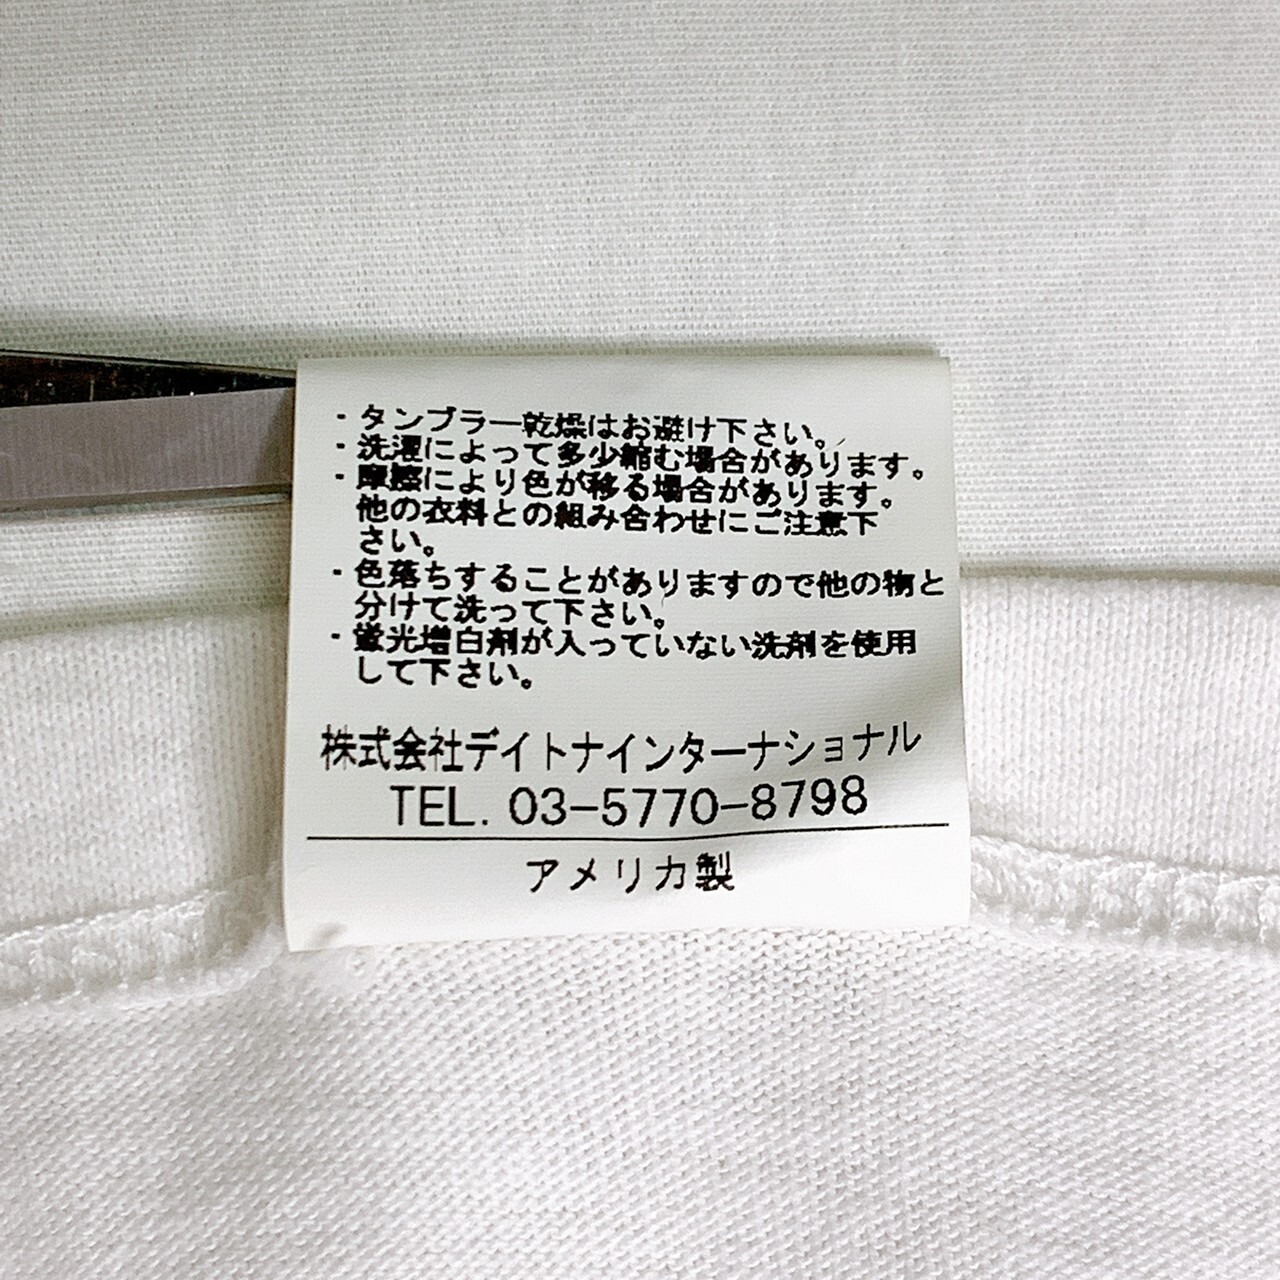 ・タンブラー乾燥はお避け下さい。
・洗濯によって多少縮む場合があります。
・摩擦により色が移る場合があります。
他の衣料との組み合わせにご注意下
さい。
・色落ちすることがありますので他の物と
分けて洗って下さい。
・蛍光増白剤が入っていない洗剤を使用
して下さい。
株式会社デイトナインターナショナル
TEL. 03-5770-8798
アメリカ製